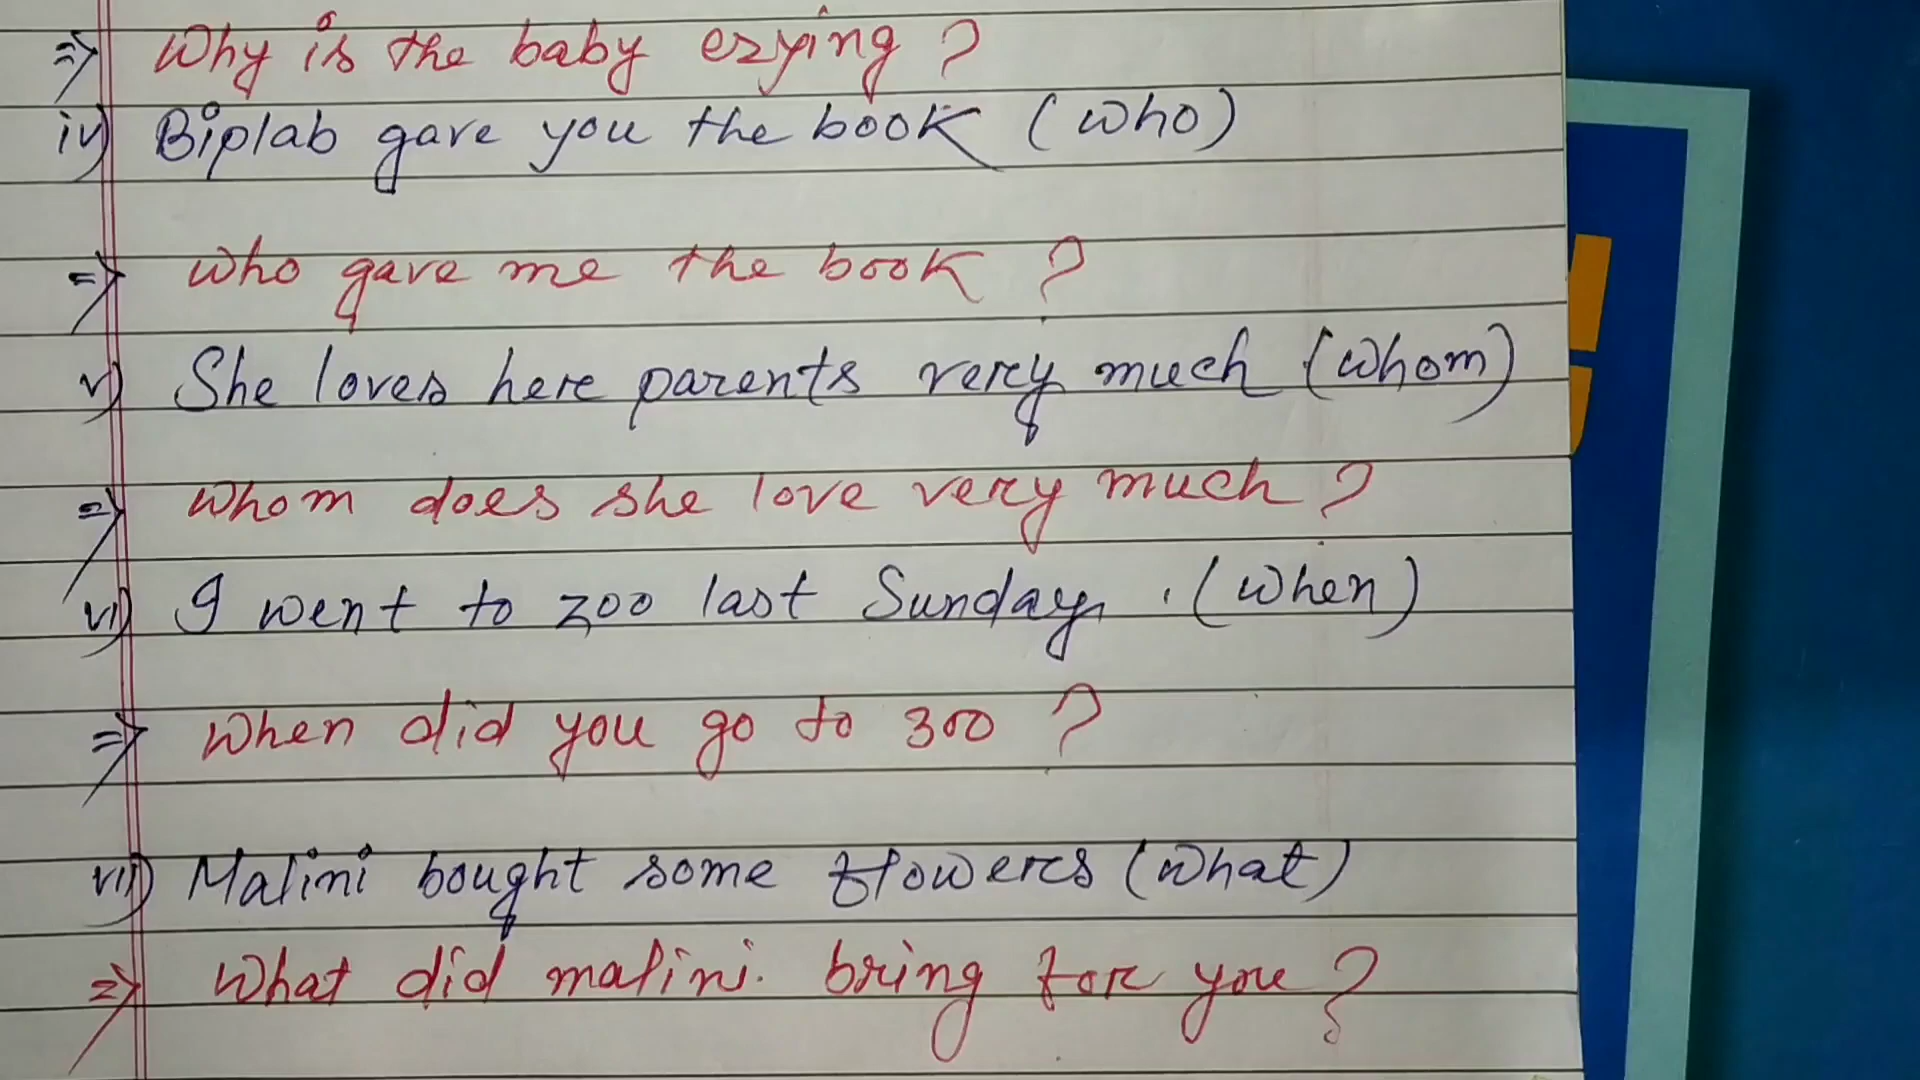 => Why is the baby crying ?
iv) Biplab gave you the book (who)
=> who gave me the book ?
v) She loves here parents very much (whom)
=> whom does she love very much ?
vi) I went to zoo last Sunday . (when)
=> When did you go to zoo ?
vii) Malini bought some flowers (what)
=> What did malini. bring for you ?